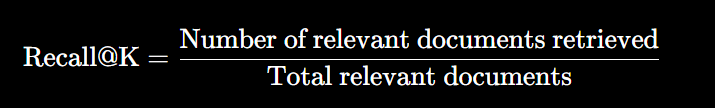 Recall@K = Number of relevant documents retrieved
Total relevant documents